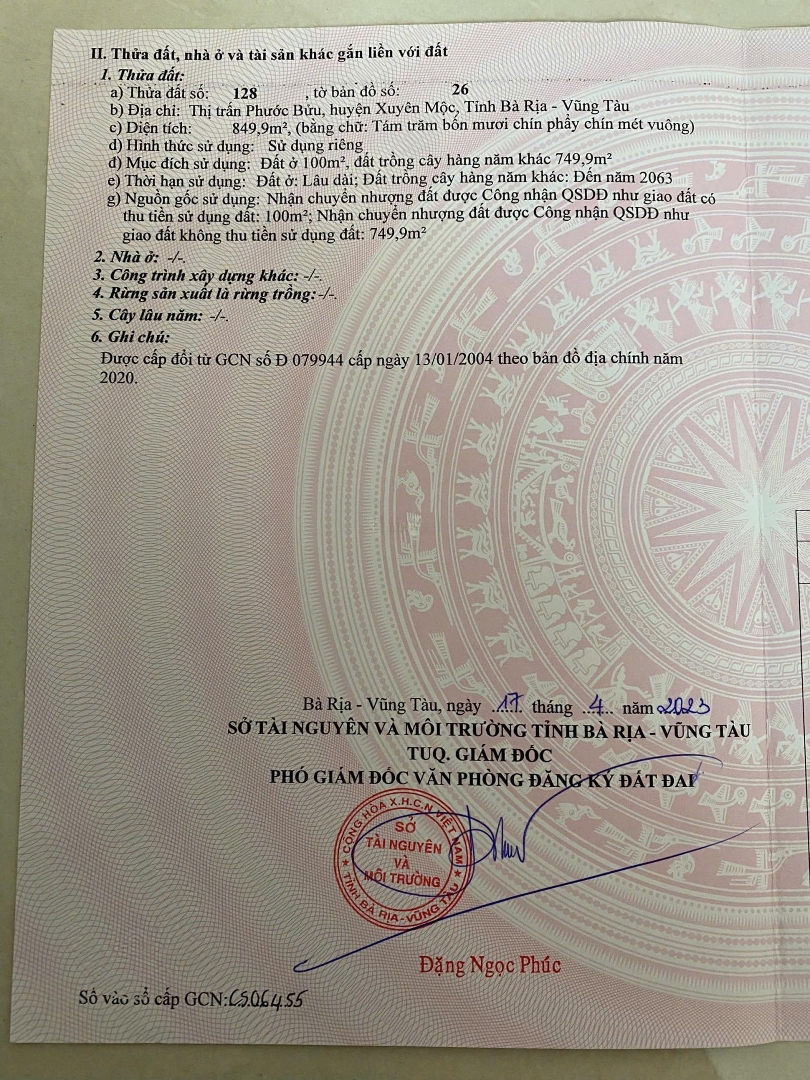 II. Thửa đất, nhà ở và tài sản khác gắn liền với đất
1. Thửa đất:
a) Thửa đất số: 128 , tờ bản đồ số: 26
b) Địa chỉ: Thị trấn Phước Bửu, huyện Xuyên Mộc, Tỉnh Bà Rịa - Vũng Tàu
c) Diện tích: 849,9m², (bằng chữ: Tám trăm bốn mươi chín phẩy chín mét vuông)
d) Hình thức sử dụng: Sử dụng riêng
đ) Mục đích sử dụng: Đất ở 100m², đất trồng cây hàng năm khác 749,9m²
e) Thời hạn sử dụng: Đất ở: Lâu dài; Đất trồng cây hàng năm khác: Đến năm 2063
g) Nguồn gốc sử dụng: Nhận chuyển nhượng đất được Công nhận QSDĐ như giao đất có
thu tiền sử dụng đất: 100m²; Nhận chuyển nhượng đất được Công nhận QSDĐ như
giao đất không thu tiền sử dụng đất: 749,9m²
2. Nhà ở: -/-.
3. Công trình xây dựng khác: -/-.
4. Rừng sản xuất là rừng trồng: -/-.
5. Cây lâu năm: -/-.
6. Ghi chú:
Được cấp đổi từ GCN số Đ 079944 cấp ngày 13/01/2004 theo bản đồ địa chính năm
2020.
Bà Rịa - Vũng Tàu, ngày ..17.. tháng ..4.. năm 2023
SỞ TÀI NGUYÊN VÀ MÔI TRƯỜNG TỈNH BÀ RỊA - VŨNG TÀU
TUQ. GIÁM ĐỐC
PHÓ GIÁM ĐỐC VĂN PHÒNG ĐĂNG KÝ ĐẤT ĐAI
CỘNG HÒA X.H.C.N VIỆT NAM
SỞ
TÀI NGUYÊN
VÀ
MÔI TRƯỜNG
TỈNH BÀ RỊA - VŨNG TÀU
Đặng Ngọc Phúc
Số vào sổ cấp GCN: CS06455